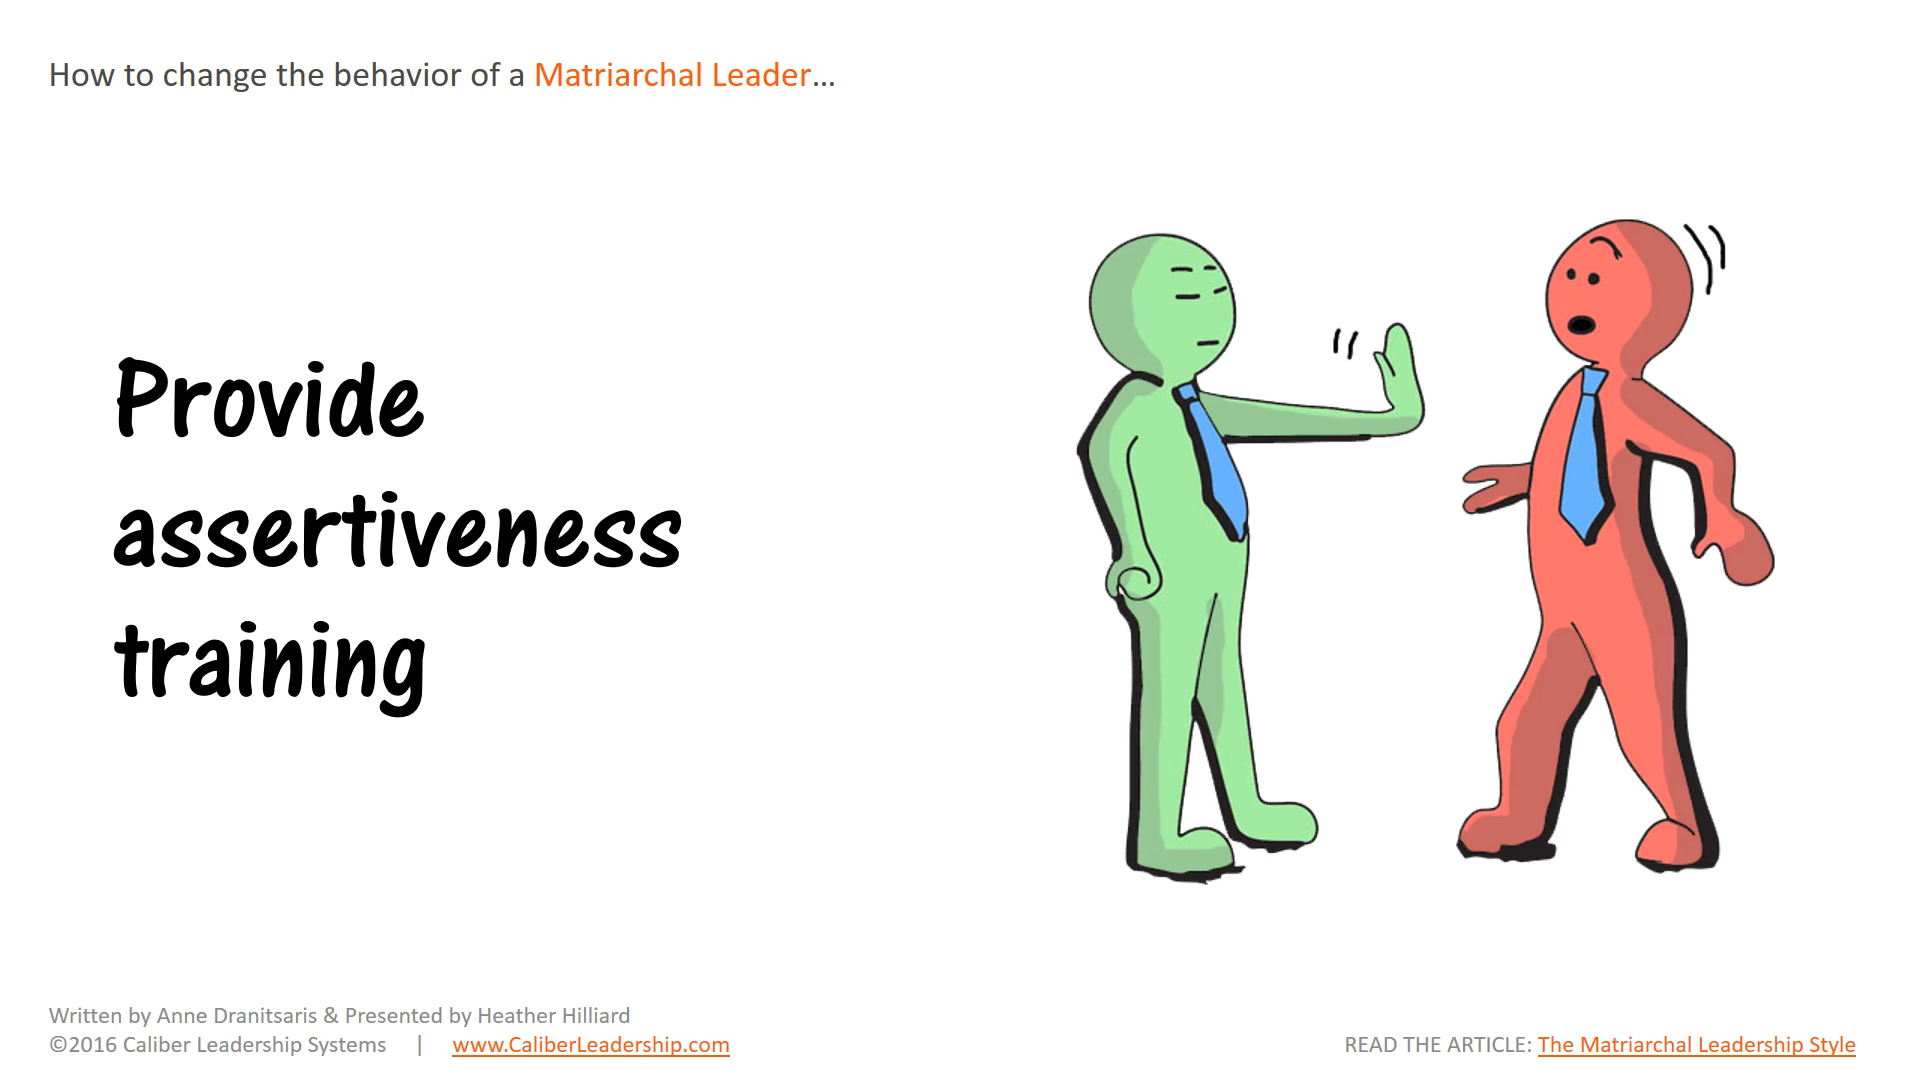 How to change the behavior of a Matriarchal Leader...
Provide
assertiveness
training
Written by Anne Dranitsaris & Presented by Heather Hilliard
©2016 Caliber Leadership Systems | www.CaliberLeadership.com
READ THE ARTICLE: The Matriarchal Leadership Style